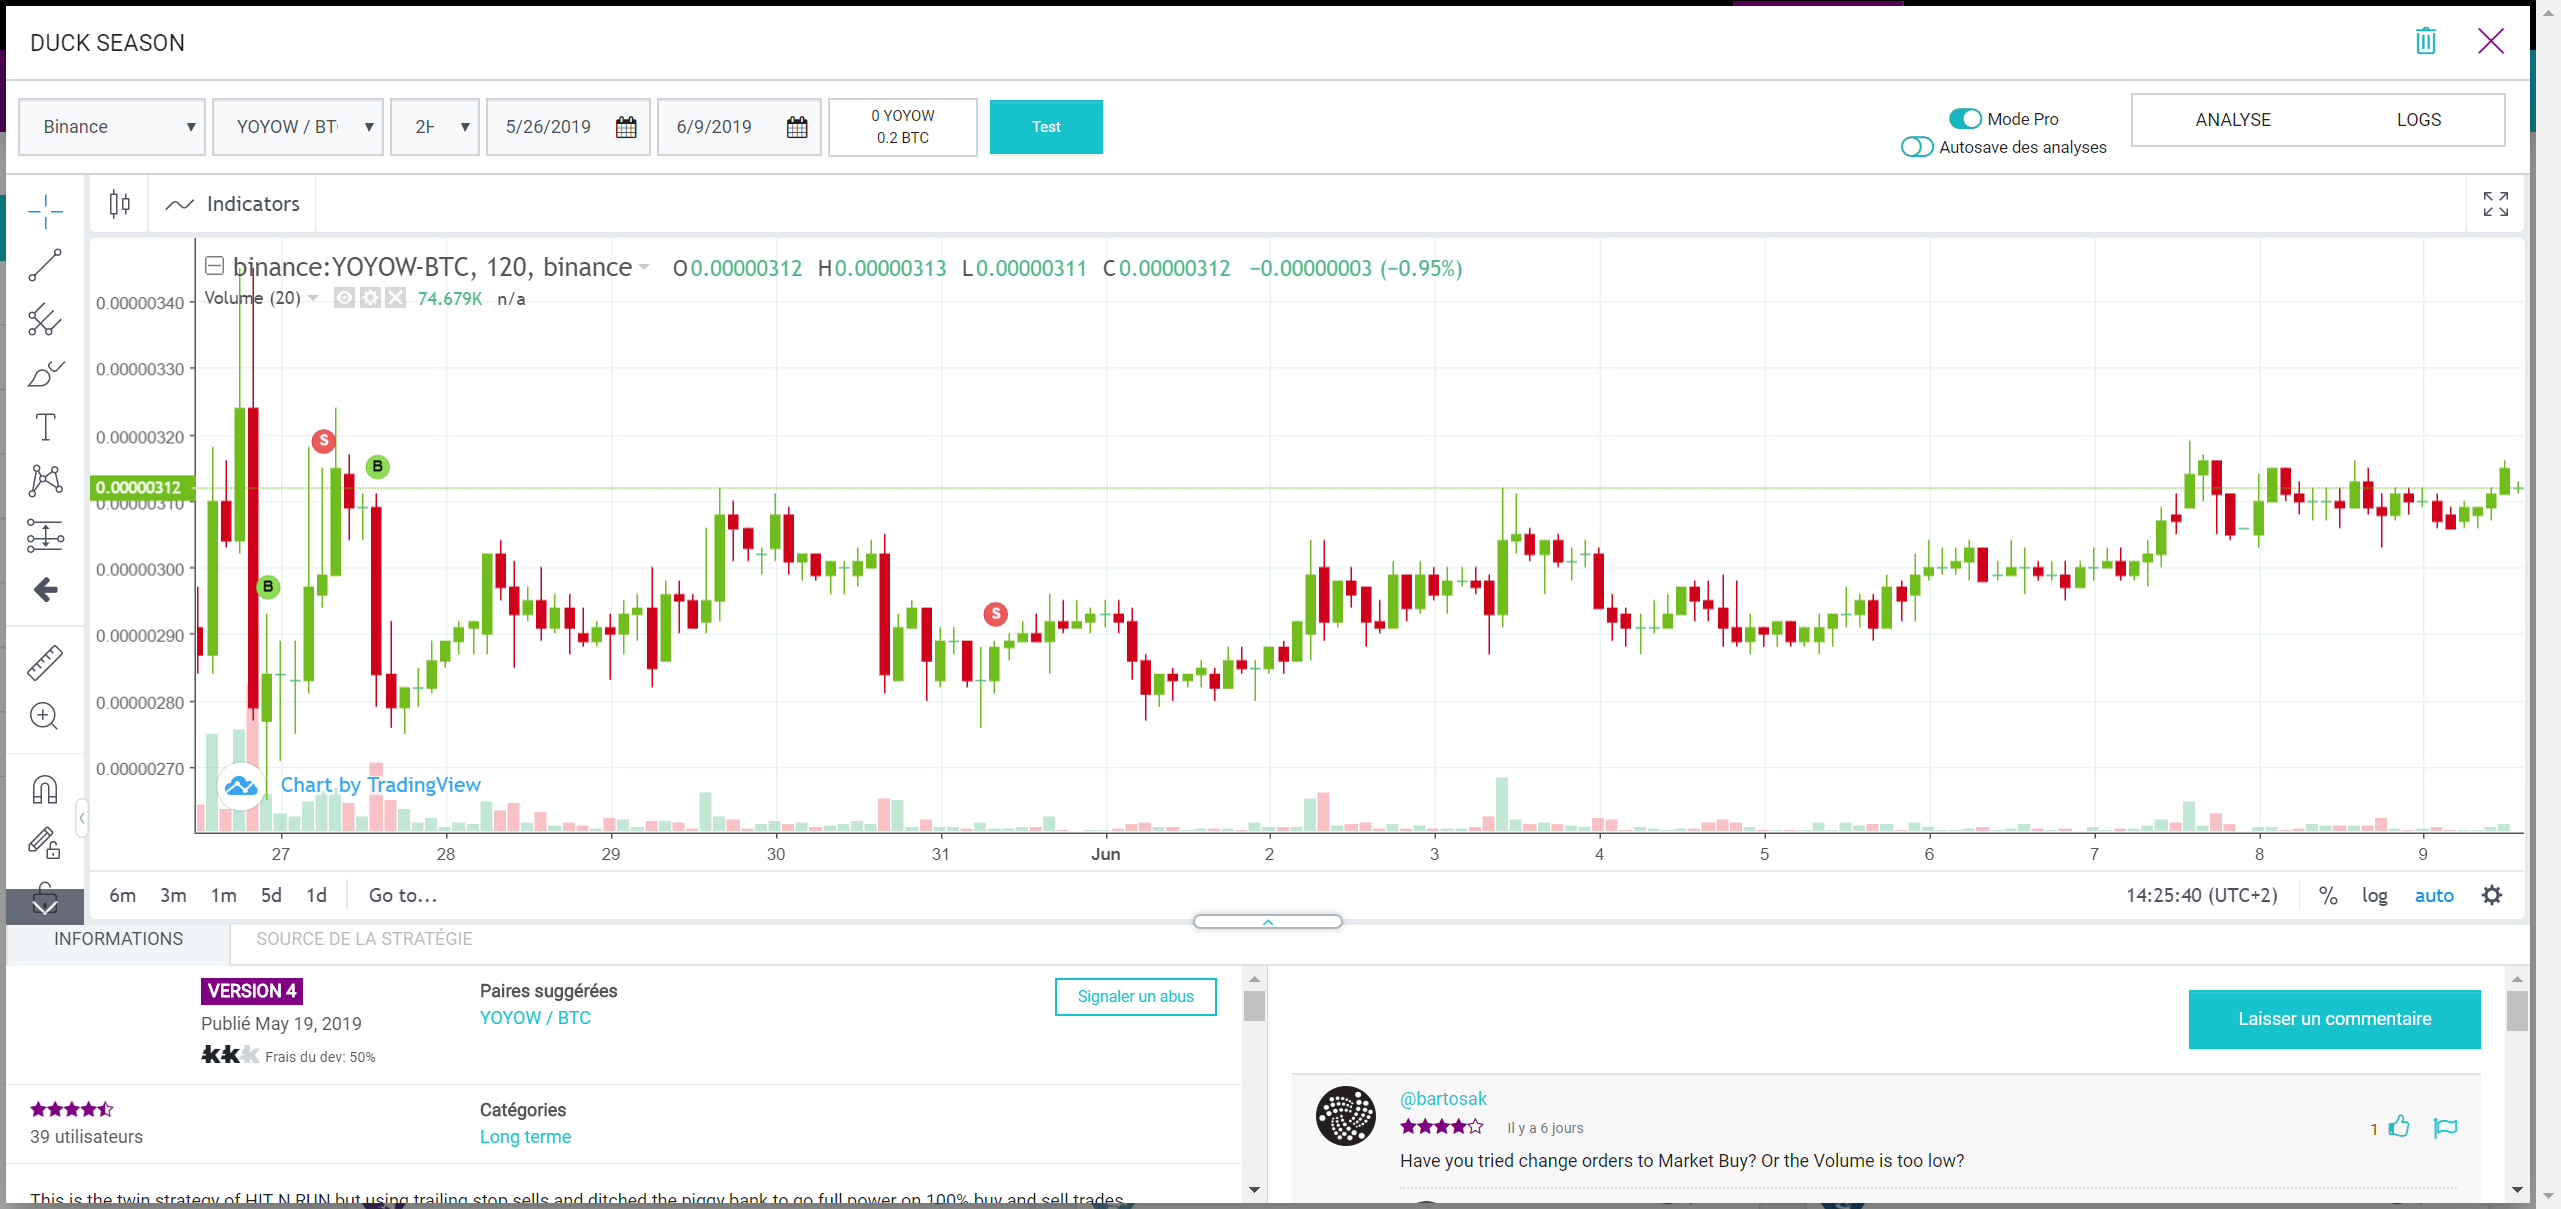 DUCK SEASON
Binance
YOYOW / BT
2H
5/26/2019
6/9/2019
0 YOYOW
0.2 BTC
Test
Mode Pro
Autosave des analyses
ANALYSE
LOGS
Indicators
binance:YOYOW-BTC, 120, binance O0.00000312 H0.00000313 L0.00000311 C0.00000312 −0.00000003 (−0.95%)
Volume (20) 74.679K n/a
0.00000340
0.00000330
0.00000320
0.00000312
0.00000310
0.00000300
0.00000290
0.00000280
0.00000270
B
S
B
S
Chart by TradingView
27 28 29 30 31 Jun 2 3 4 5 6 7 8 9
6m 3m 1m 5d 1d Go to...
14:25:40 (UTC+2) % log auto
INFORMATIONS
SOURCE DE LA STRATÉGIE
VERSION 4
Publié May 19, 2019
Frais du dev: 50%
Paires suggérées
YOYOW / BTC
Signaler un abus
39 utilisateurs
Catégories
Long terme
This is the twin strategy of HIT N RUN but using trailing stop sells and ditched the piggy bank to go full power on 100% buy and sell trades
Laisser un commentaire
@bartosak
Il y a 6 jours
1
Have you tried change orders to Market Buy? Or the Volume is too low?